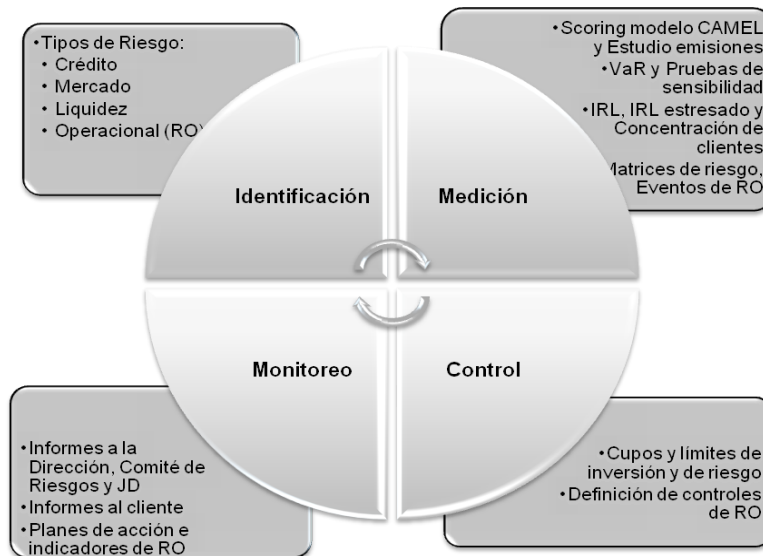 •Tipos de Riesgo:
• Crédito
• Mercado
• Liquidez
• Operacional (RO)
•Scoring modelo CAMEL
y Estudio emisiones
•VaR y Pruebas de
sensibilidad
•IRL, IRL estresado y
Concentración de
clientes
Matrices de riesgo,
Eventos de RO
Identificación
Medición
Monitoreo
Control
•Informes a la
Dirección, Comité de
Riesgos y JD
•Informes al cliente
•Planes de acción e
indicadores de RO
•Cupos y límites de
inversión y de riesgo
•Definición de controles
de RO